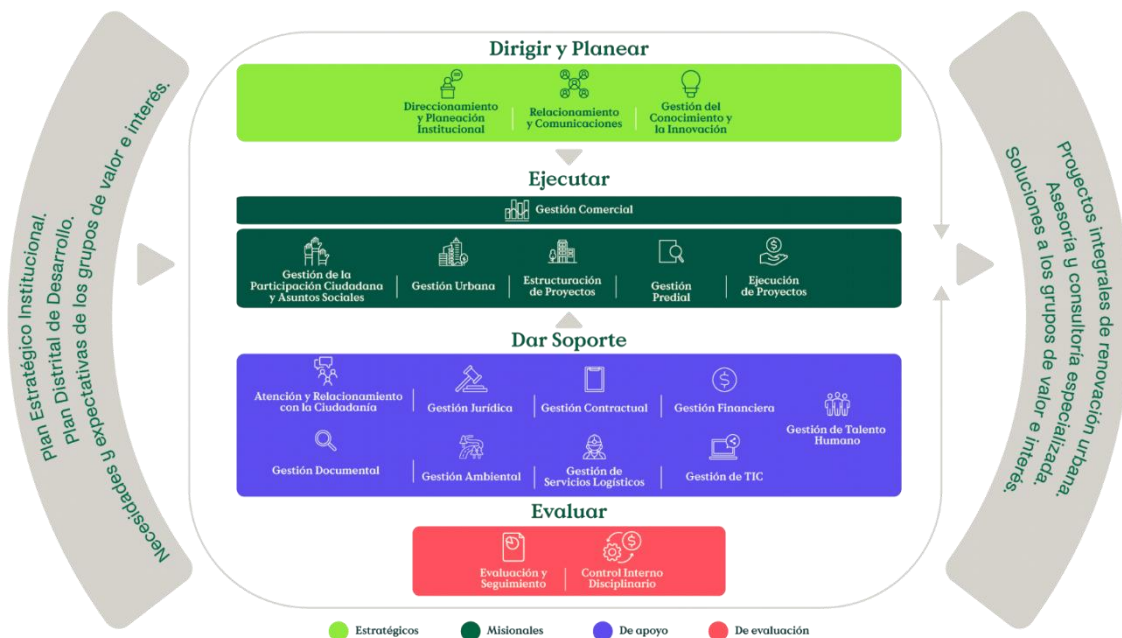 Plan Estratégico Institucional.
Plan Distrital de Desarrollo.
Necesidades y expectativas de los grupos de valor e interés.
Dirigir y Planear
Direccionamiento
y Planeación
Institucional
Relacionamiento
y Comunicaciones
Gestión del
Conocimiento y
la Innovación
Ejecutar
Gestión Comercial
Gestión de la
Participación Ciudadana
y Asuntos Sociales
Gestión Urbana
Estructuración
de Proyectos
Gestión
Predial
Ejecución
de Proyectos
Dar Soporte
Atención y Relacionamiento
con la Ciudadanía
Gestión Jurídica
Gestión Contractual
Gestión Financiera
Gestión de Talento
Humano
Gestión Documental
Gestión Ambiental
Gestión de
Servicios Logísticos
Gestión de TIC
Evaluar
Evaluación y
Seguimiento
Control Interno
Disciplinario
Proyectos integrales de renovación urbana.
Asesoría y consultoría especializada.
Soluciones a los grupos de valor e interés.
Estratégicos
Misionales
De apoyo
De evaluación